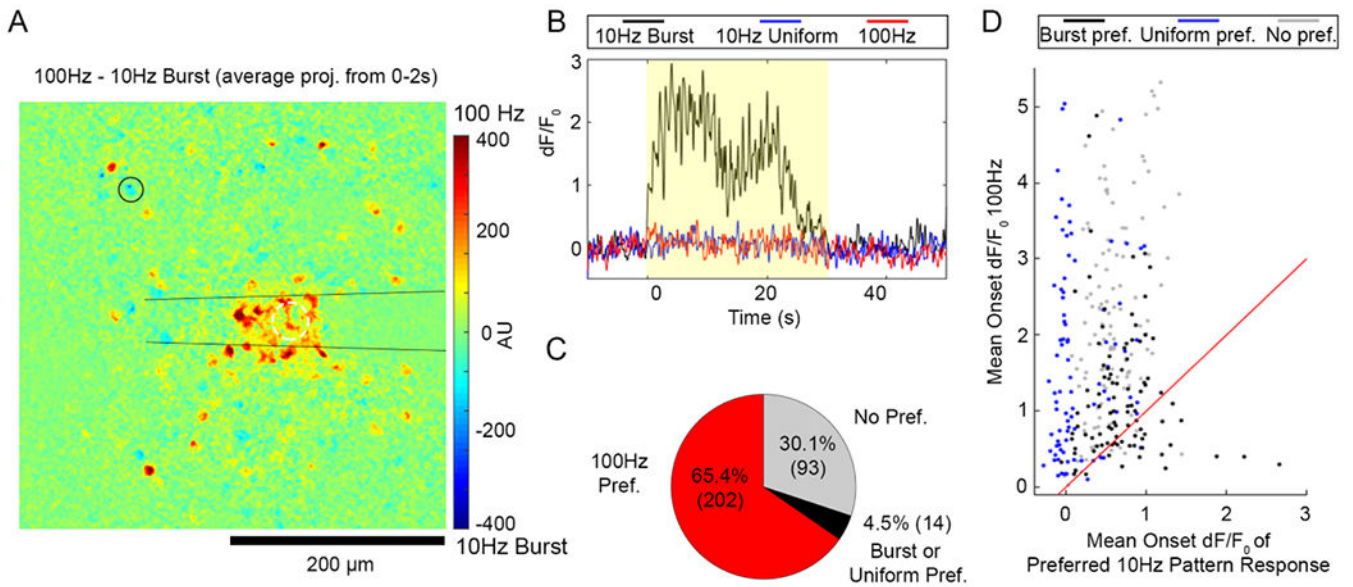 A
100Hz - 10Hz Burst (average proj. from 0-2s)
100 Hz
400
200
0
-200
-400
AU
10Hz Burst
200 µm
B
10Hz Burst
10Hz Uniform
100Hz
3
2
1
0
dF/F0
0
20
40
Time (s)
C
No Pref.
30.1%
(93)
100Hz
Pref.
65.4%
(202)
4.5% (14)
Burst or
Uniform Pref.
D
Burst pref.
Uniform pref.
No pref.
5
4
3
2
1
0
Mean Onset dF/F0 100Hz
0
1
2
3
Mean Onset dF/F0 of
Preferred 10Hz Pattern Response